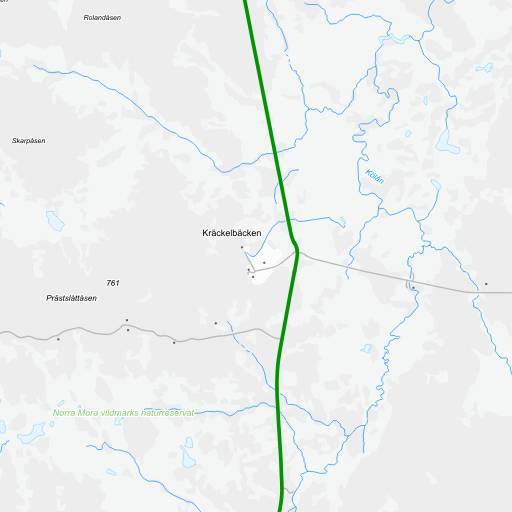 Rolandåsen
Skarpåsen
Kölån
Kräckelbäcken
761
Prästslättåsen
Norra Mora vildmarks naturreservat